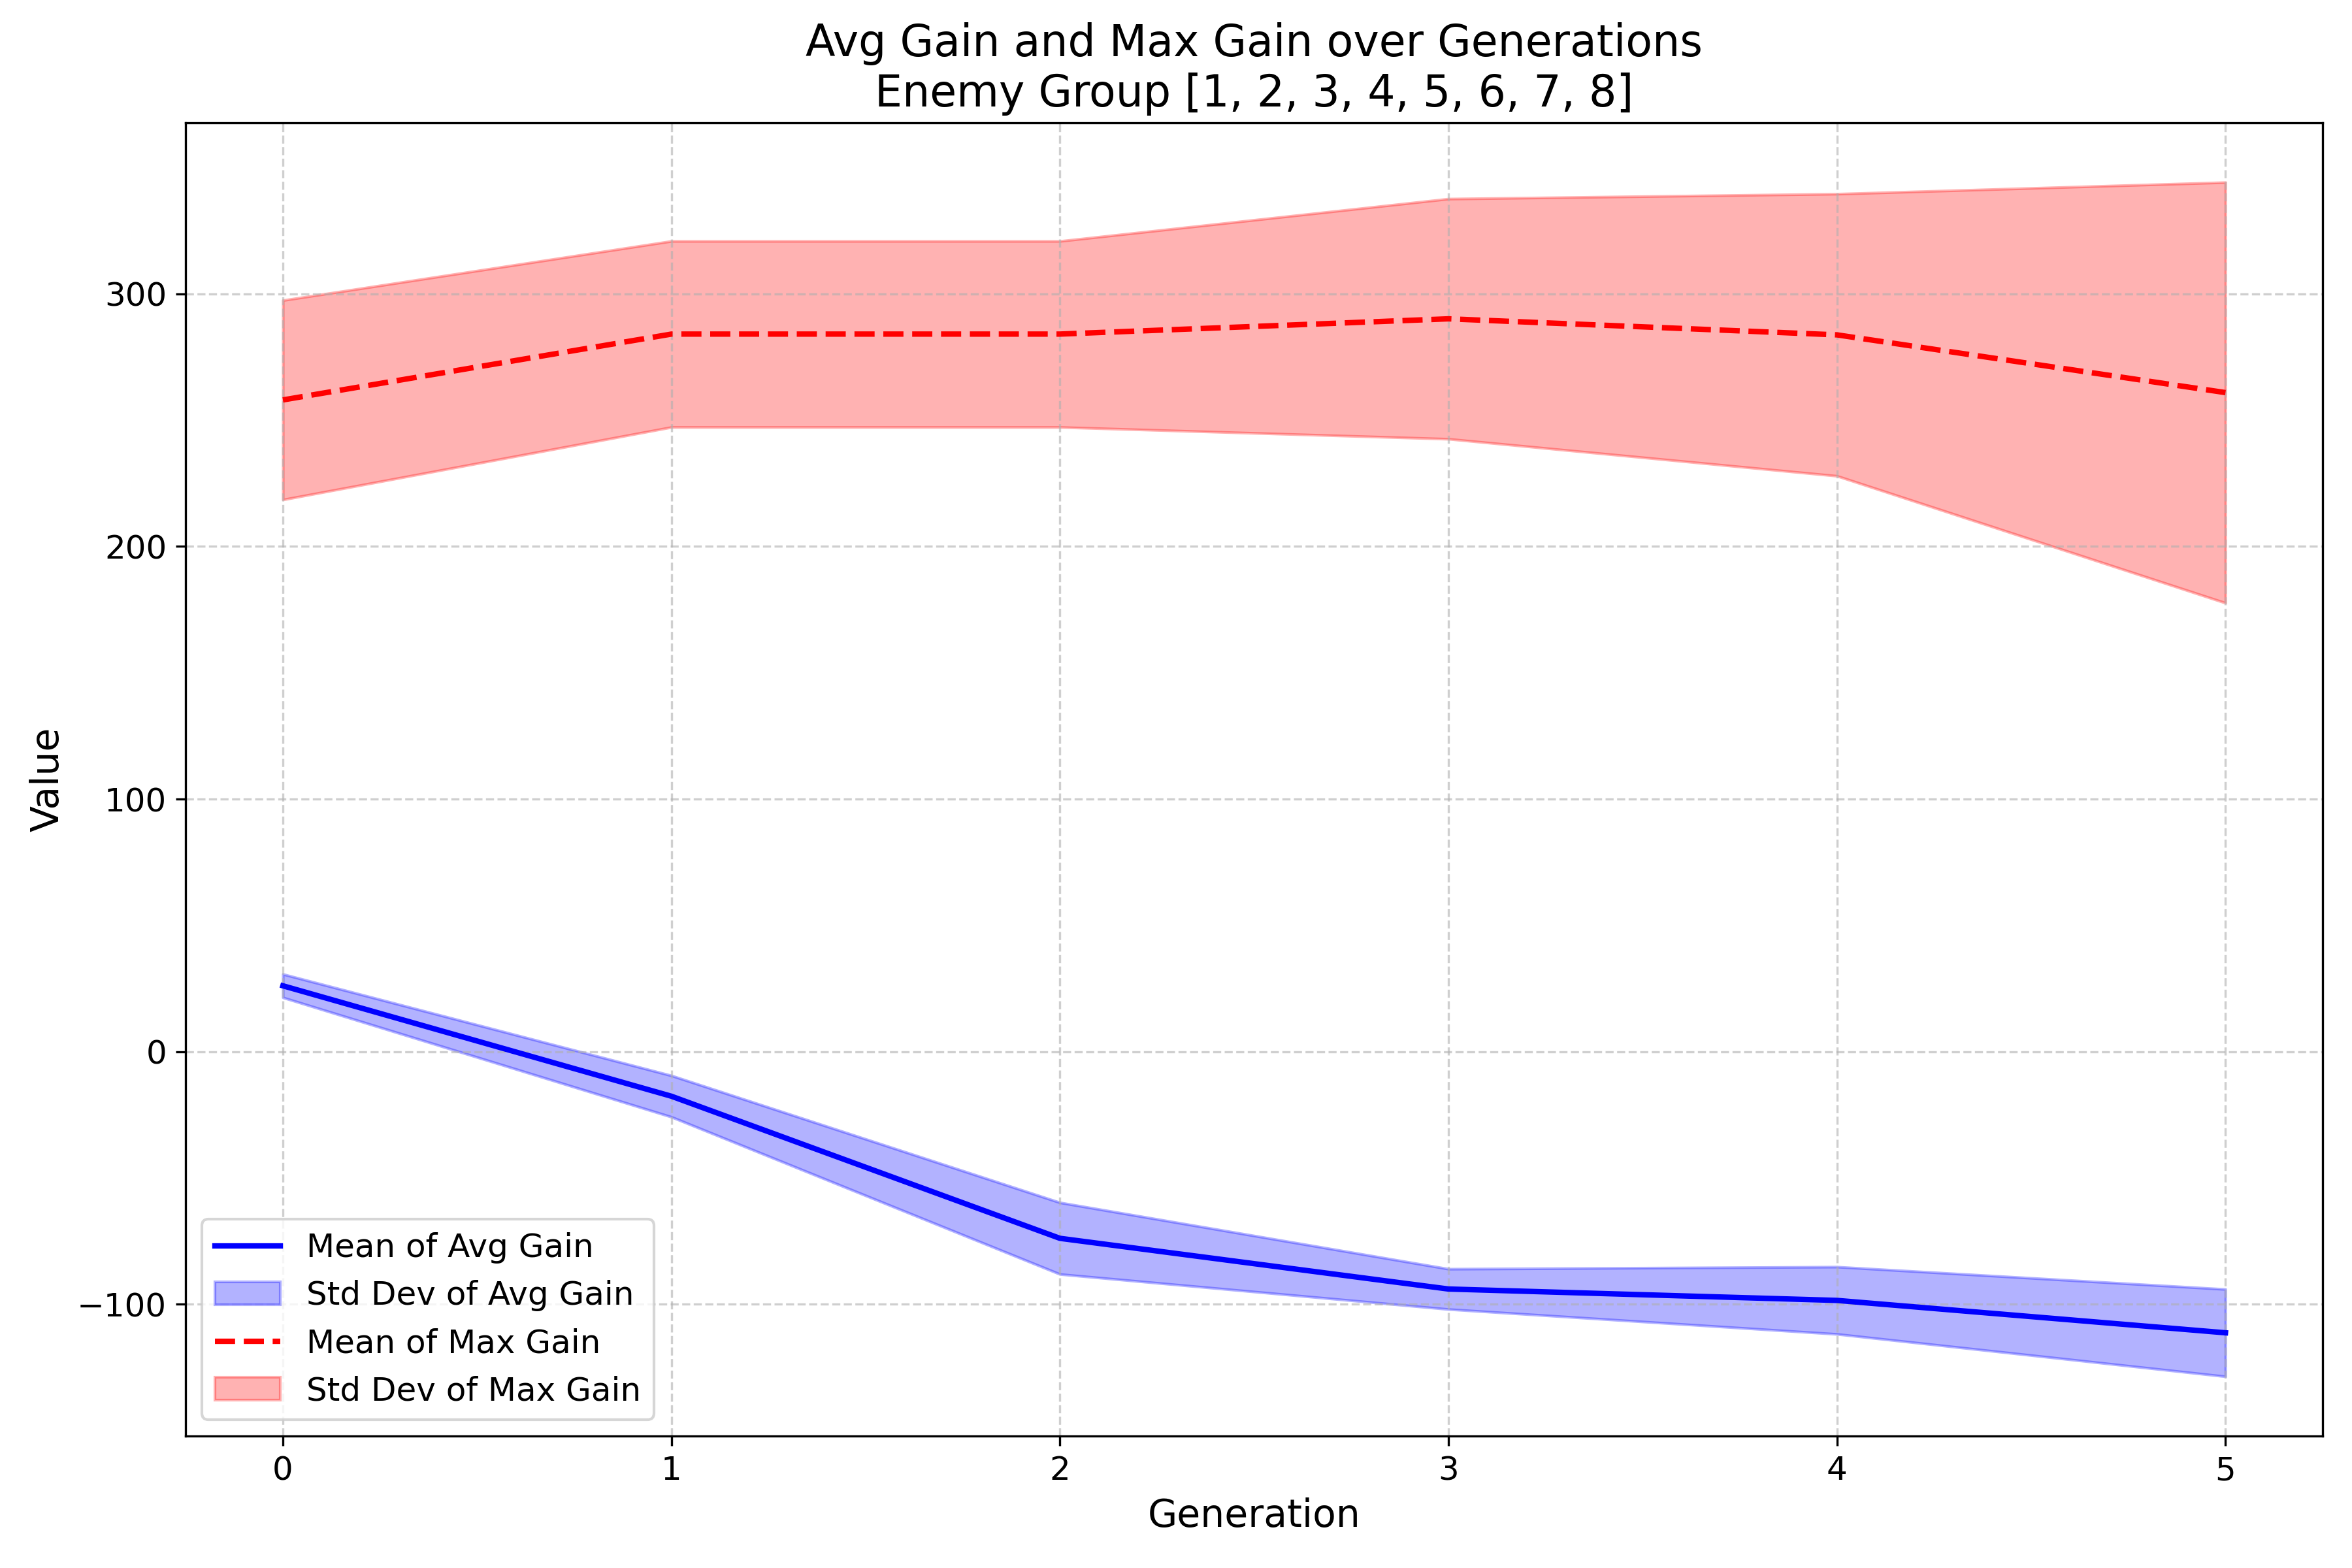 Avg Gain and Max Gain over Generations
Enemy Group [1, 2, 3, 4, 5, 6, 7, 8]
Value
300
200
100
0
−100
Mean of Avg Gain
Std Dev of Avg Gain
Mean of Max Gain
Std Dev of Max Gain
0 1 2 3 4 5
Generation